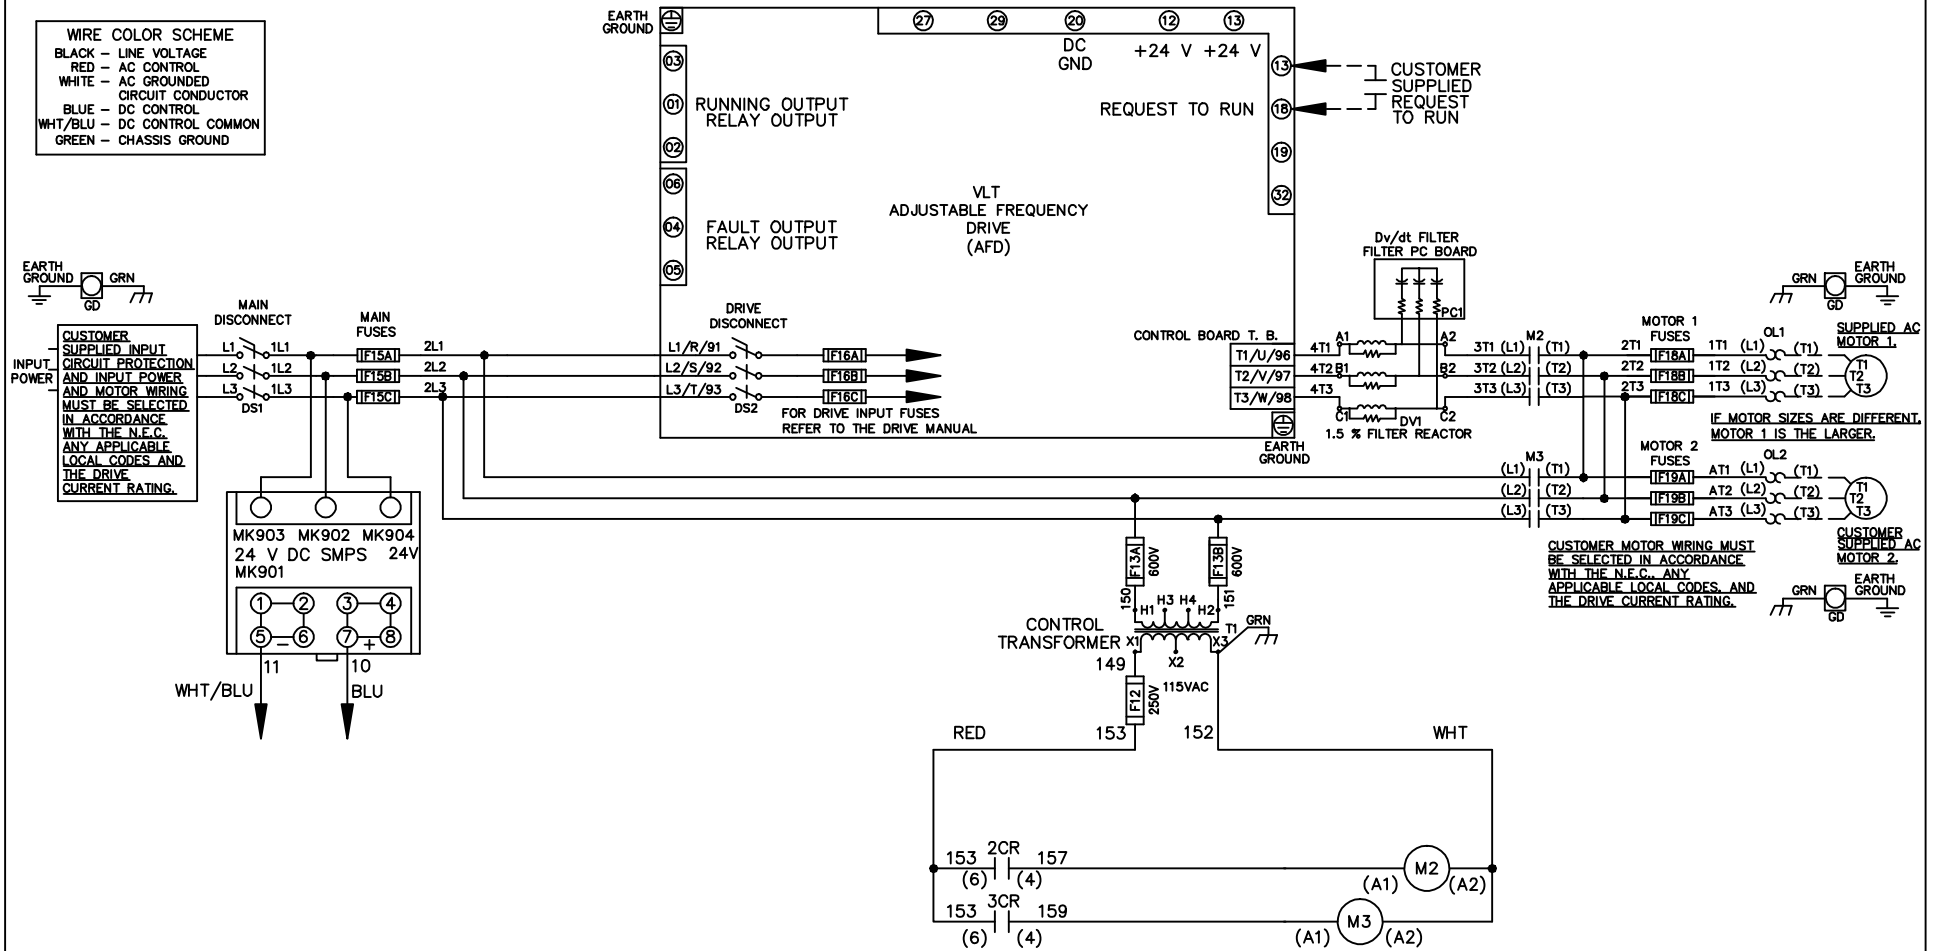 WIRE COLOR SCHEME
BLACK – LINE VOLTAGE
RED – AC CONTROL
WHITE – AC GROUNDED
CIRCUIT CONDUCTOR
BLUE – DC CONTROL
WHT/BLU – DC CONTROL COMMON
GREEN – CHASSIS GROUND
EARTH
GROUND
27 29 20 12 13
DC
GND
+24 V +24 V
03
01
02
RUNNING OUTPUT
RELAY OUTPUT
06
04
05
FAULT OUTPUT
RELAY OUTPUT
VLT
ADJUSTABLE FREQUENCY
DRIVE
(AFD)
REQUEST TO RUN
13
18
19
32
CUSTOMER
SUPPLIED
REQUEST
TO RUN
EARTH
GROUND
GRN
GD
INPUT
POWER
CUSTOMER
SUPPLIED INPUT
CIRCUIT PROTECTION
AND INPUT POWER
AND MOTOR WIRING
MUST BE SELECTED
IN ACCORDANCE
WITH THE N.E.C.
ANY APPLICABLE
LOCAL CODES AND
THE DRIVE
CURRENT RATING.
MAIN
DISCONNECT
L1 1L1
L2 1L2
L3 1L3
DS1
MAIN
FUSES
F15A 2L1
F15B 2L2
F15C 2L3
DRIVE
DISCONNECT
L1/R/91
L2/S/92
L3/T/93
DS2
F16A
F16B
F16C
FOR DRIVE INPUT FUSES
REFER TO THE DRIVE MANUAL
CONTROL BOARD T. B.
T1/U/96
T2/V/97
T3/W/98
EARTH
GROUND
Dv/dt FILTER
FILTER PC BOARD
PC1
4T1 A1 A2
4T2 B1 B2
4T3 C1 C2
DV1
1.5 % FILTER REACTOR
M2
3T1 (L1) (T1)
3T2 (L2) (T2)
3T3 (L3) (T3)
MOTOR 1
FUSES
2T1 F18A 1T1 (L1) (T1)
2T2 F18B 1T2 (L2) (T2)
2T3 F18C 1T3 (L3) (T3)
OL1
GRN
GD
EARTH
GROUND
SUPPLIED AC
MOTOR 1.
T1
T2
T3
IF MOTOR SIZES ARE DIFFERENT,
MOTOR 1 IS THE LARGER.
M3
(L1) (T1)
(L2) (T2)
(L3) (T3)
MOTOR 2
FUSES
OL2
F19A AT1 (L1) (T1)
F19B AT2 (L2) (T2)
F19C AT3 (L3) (T3)
T1
T2
T3
CUSTOMER
SUPPLIED AC
MOTOR 2.
CUSTOMER MOTOR WIRING MUST
BE SELECTED IN ACCORDANCE
WITH THE N.E.C., ANY
APPLICABLE LOCAL CODES, AND
THE DRIVE CURRENT RATING.
GRN
GD
EARTH
GROUND
MK903 MK902 MK904
24 V DC SMPS 24V
MK901
1 2 3 4
5 – 6 7 + 8
11 10
WHT/BLU BLU
F13A
600V
F13B
600V
150 151
H1 H3 H4 H2
T1
GRN
CONTROL
TRANSFORMER
X1 X2 X3
149
F12
250V
115VAC
153 152
RED WHT
2CR
153 157
(6) (4)
M2
(A1) (A2)
3CR
153 159
(6) (4)
M3
(A1) (A2)